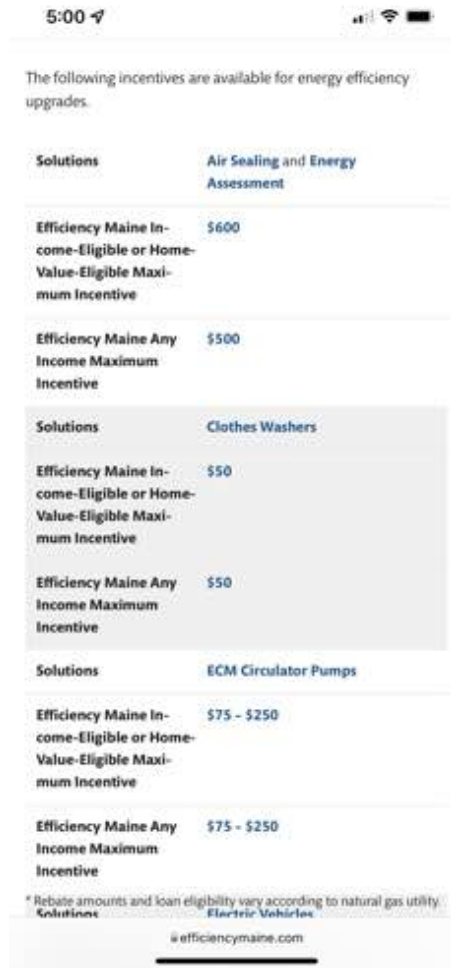 5:00
The following incentives are available for energy efficiency
upgrades.
Solutions
Air Sealing and Energy
Assessment
Efficiency Maine In-
come-Eligible or Home-
Value-Eligible Maxi-
mum Incentive
$600
Efficiency Maine Any
Income Maximum
Incentive
$500
Solutions
Clothes Washers
Efficiency Maine In-
come-Eligible or Home-
Value-Eligible Maxi-
mum Incentive
$50
Efficiency Maine Any
Income Maximum
Incentive
$50
Solutions
ECM Circulator Pumps
Efficiency Maine In-
come-Eligible or Home-
Value-Eligible Maxi-
mum Incentive
$75 - $250
Efficiency Maine Any
Income Maximum
Incentive
$75 - $250
* Rebate amounts and loan eligibility vary according to natural gas utility.
Solutions
Electric Vehicles
efficiencymaine.com